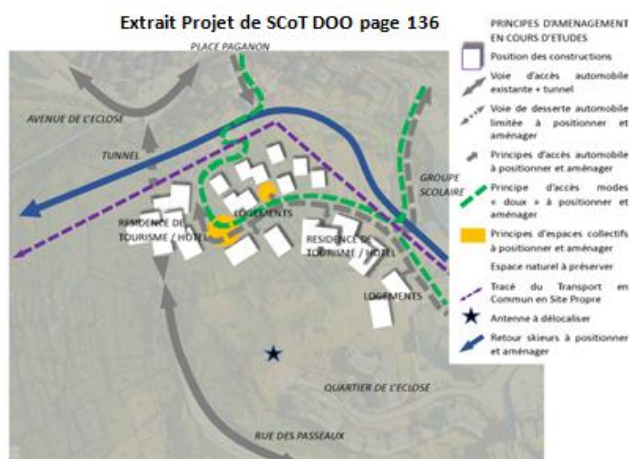 Extrait Projet de SCoT DOO page 136
PLACE PAGANON
AVENUE DE L'ECLOSE
TUNNEL
GROUPE
SCOLAIRE
LOGEMENTS
RESIDENCE DE
TOURISME / HOTEL
RESIDENCE DE
TOURISME / HOTEL
LOGEMENTS
QUARTIER DE L'ECLOSE
RUE DES PASSEAUX
PRINCIPES D'AMENAGEMENT
EN COURS D'ETUDES
Position des constructions
Voie d'accès automobile
existante + tunnel
Voie de desserte automobile
limitée à positionner et
aménager
Principes d'accès automobile
à positionner et aménager
Principe d'accès modes
« doux » à positionner et
aménager
Principes d'espaces collectifs
à positionner et aménager
Espace naturel à préserver
Tracé du Transport en
Commun en Site Propre
Antenne à délocaliser
Retour skieurs à positionner
et aménager